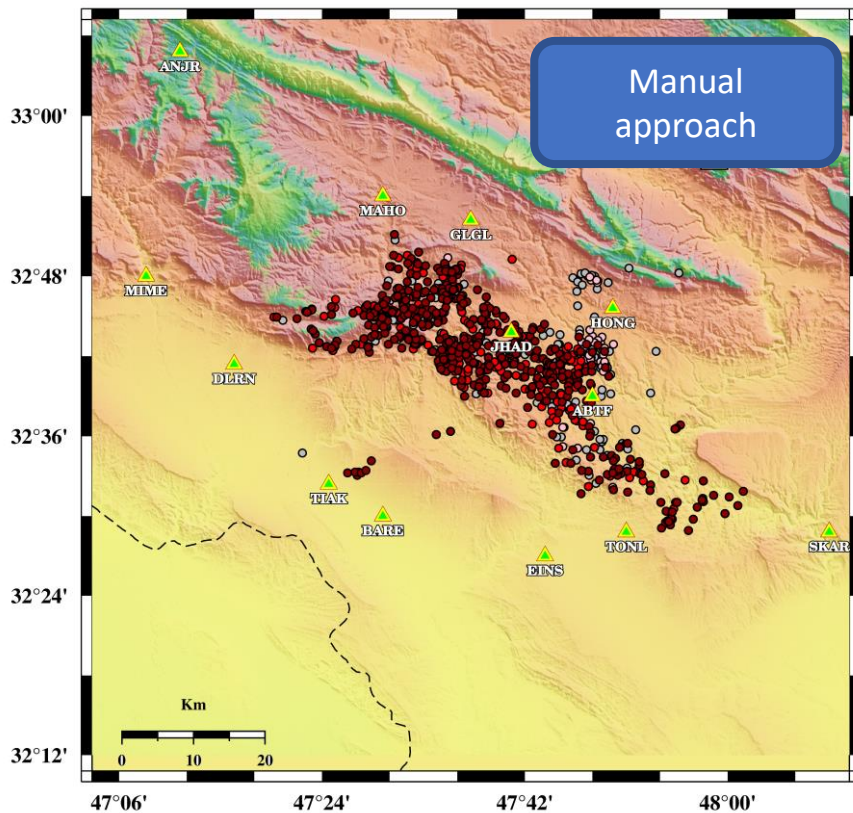 Manual
approach
ANJR
33°00'
MAHO
GLGL
32°48'
MIME
HONG
JHAD
DLRN
ABTF
32°36'
TIAK
BARE
EINS
TONL
SKAR
32°24'
Km
0 10 20
32°12'
47°06' 47°24' 47°42' 48°00'